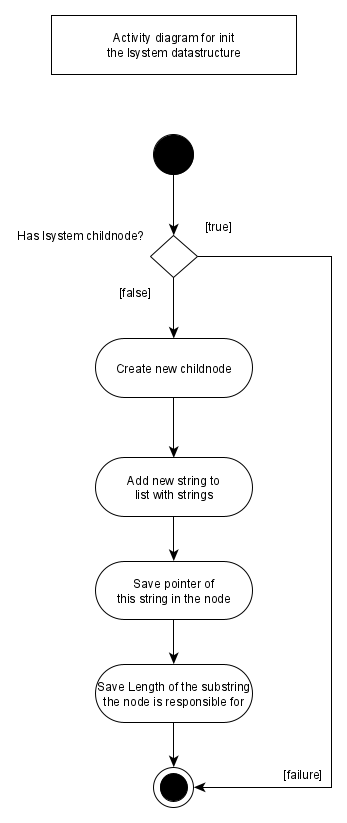 Activity diagram for init
the lsystem datastructure
[true]
Has lsystem childnode?
[false]
Create new childnode
Add new string to
list with strings
Save pointer of
this string in the node
Save Length of the substring
the node is responsible for
[failure]